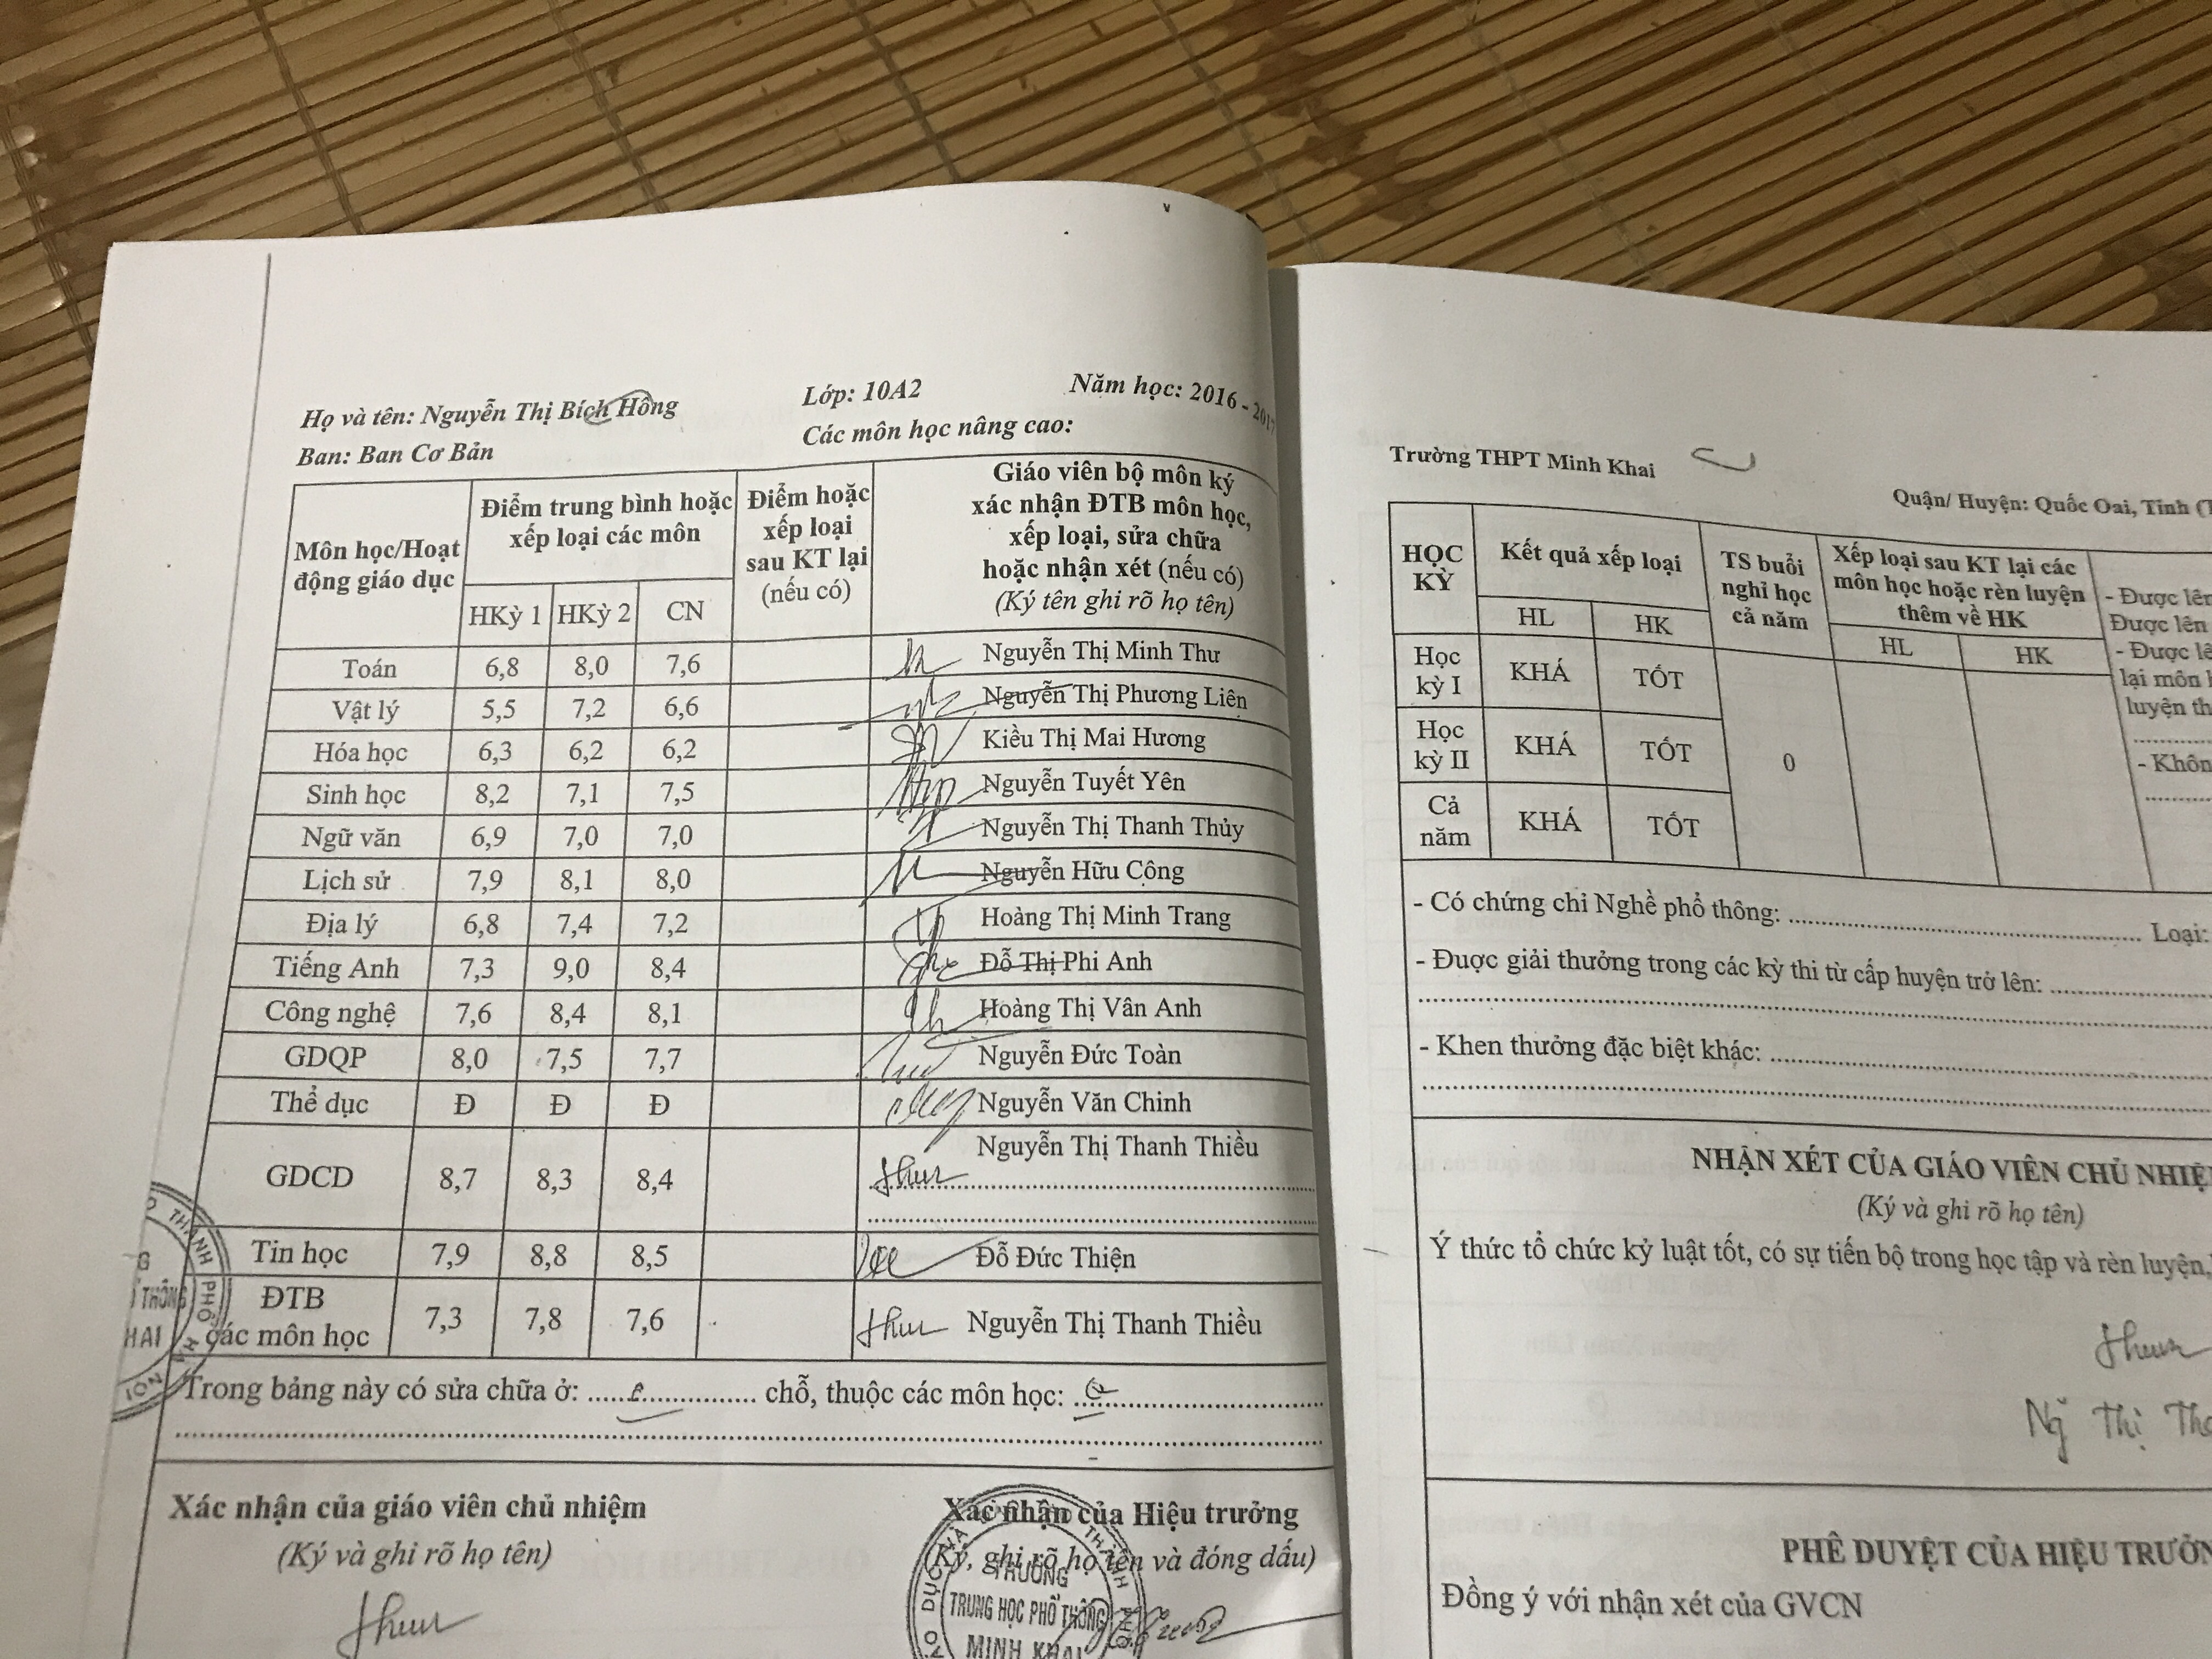 Họ và tên: Nguyễn Thị Bích Hồng Lớp: 10A2 Năm học: 2016 -
Ban: Ban Cơ Bản Các môn học nâng cao:
Môn học/Hoạt động giáo dục
Điểm trung bình hoặc xếp loại các môn
HKỳ 1 HKỳ 2 CN
Điểm hoặc xếp loại sau KT lại (nếu có)
Giáo viên bộ môn ký
xác nhận ĐTB môn học,
xếp loại, sửa chữa
hoặc nhận xét (nếu có)
(Ký tên ghi rõ họ tên)
Toán 6,8 8,0 7,6 Nguyễn Thị Minh Thư
Vật lý 5,5 7,2 6,6 Nguyễn Thị Phương Liên
Hóa học 6,3 6,2 6,2 Kiều Thị Mai Hương
Sinh học 8,2 7,1 7,5 Nguyễn Tuyết Yên
Ngữ văn 6,9 7,0 7,0 Nguyễn Thị Thanh Thủy
Lịch sử 7,9 8,1 8,0 Nguyễn Hữu Công
Địa lý 6,8 7,4 7,2 Hoàng Thị Minh Trang
Tiếng Anh 7,3 9,0 8,4 Đỗ Thị Phi Anh
Công nghệ 7,6 8,4 8,1 Hoàng Thị Vân Anh
GDQP 8,0 7,5 7,7 Nguyễn Đức Toàn
Thể dục Đ Đ Đ Nguyễn Văn Chinh
GDCD 8,7 8,3 8,4 Nguyễn Thị Thanh Thiều
Tin học 7,9 8,8 8,5 Đỗ Đức Thiện
ĐTB các môn học 7,3 7,8 7,6 Nguyễn Thị Thanh Thiều
Trong bảng này có sửa chữa ở: ............ chỗ, thuộc các môn học: ............
Xác nhận của giáo viên chủ nhiệm
(Ký và ghi rõ họ tên)
Xác nhận của Hiệu trưởng
(Ký, ghi rõ họ, tên và đóng dấu)
TRƯỜNG
TRUNG HỌC PHỔ THÔNG
MINH KHAI
Trường THPT Minh Khai Quận/ Huyện: Quốc Oai, Tỉnh
HỌC KỲ
Kết quả xếp loại
HL HK
TS buổi nghỉ học cả năm
Xếp loại sau KT lại các môn học hoặc rèn luyện thêm về HK
HL HK
Học kỳ I KHÁ TỐT
Học kỳ II KHÁ TỐT 0
Cả năm KHÁ TỐT
- Được lên
Được lên
- Được lê
lại môn
luyện th
- Khôn
- Có chứng chỉ Nghề phổ thông: ............ Loại:
- Được giải thưởng trong các kỳ thi từ cấp huyện trở lên: ............
- Khen thưởng đặc biệt khác: ............
NHẬN XÉT CỦA GIÁO VIÊN CHỦ NHIỆ
(Ký và ghi rõ họ tên)
Ý thức tổ chức kỷ luật tốt, có sự tiến bộ trong học tập và rèn luyện.
PHÊ DUYỆT CỦA HIỆU TRƯỞN
Đồng ý với nhận xét của GVCN